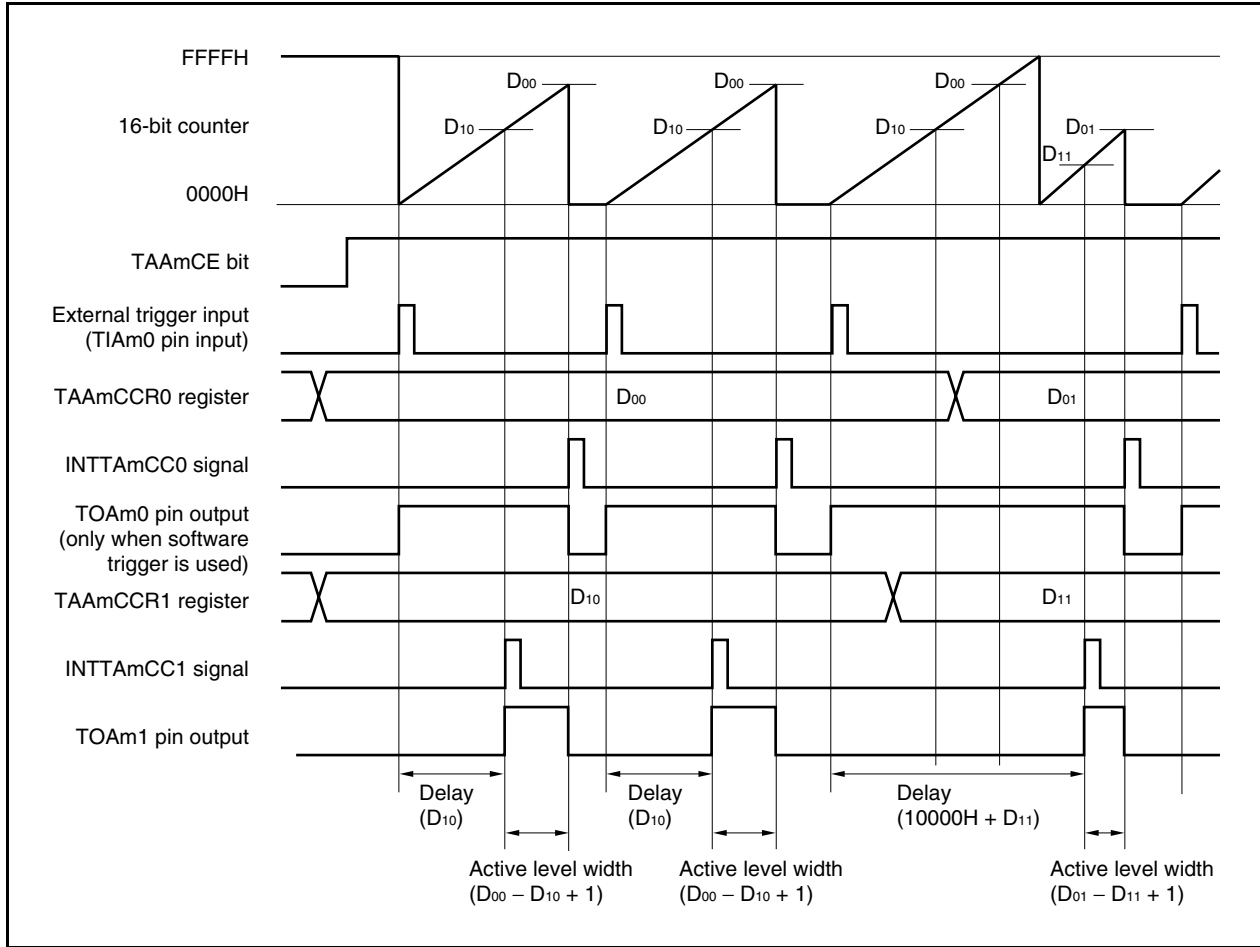 FFFFH
D00
D00
D00
16-bit counter
D10
D10
D10
D01
D11
0000H
TAAmCE bit
External trigger input
(TIAm0 pin input)
TAAmCCR0 register
D00
D01
INTTAmCC0 signal
TOAm0 pin output
(only when software
trigger is used)
TAAmCCR1 register
D10
D11
INTTAmCC1 signal
TOAm1 pin output
Delay
(D10)
Delay
(D10)
Delay
(10000H + D11)
Active level width
(D00 − D10 + 1)
Active level width
(D00 − D10 + 1)
Active level width
(D01 − D11 + 1)